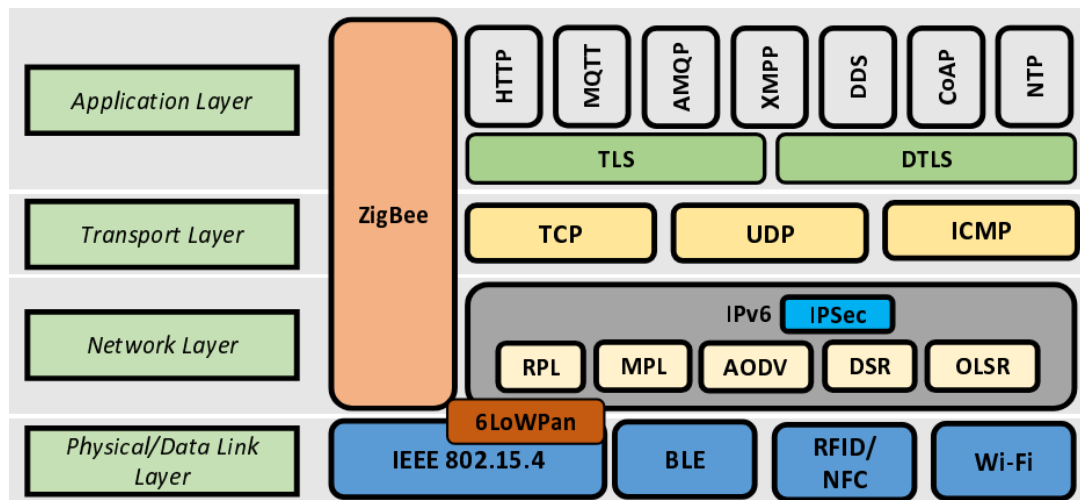 Application Layer
ZigBee
HTTP
MQTT
AMQP
XMPP
DDS
CoAP
NTP
TLS
DTLS
Transport Layer
TCP
UDP
ICMP
Network Layer
IPv6
IPSec
RPL
MPL
AODV
DSR
OLSR
Physical/Data Link
Layer
6LoWPan
IEEE 802.15.4
BLE
RFID/
NFC
Wi-Fi